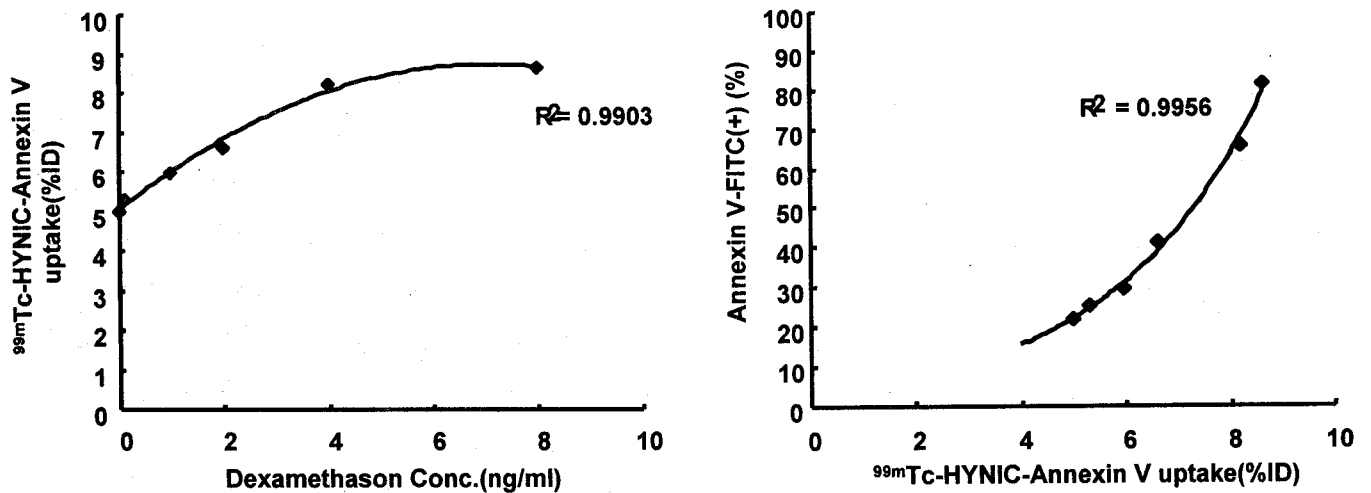 10
9
8
7
6
5
4
3
2
1
0
99mTc-HYNIC-Annexin V
uptake(%ID)
R2= 0.9903
0 2 4 6 8 10
Dexamethason Conc.(ng/ml)
100
90
80
70
60
50
40
30
20
10
0
Annexin V-FITC(+) (%)
R2 = 0.9956
0 2 4 6 8 10
99mTc-HYNIC-Annexin V uptake(%ID)